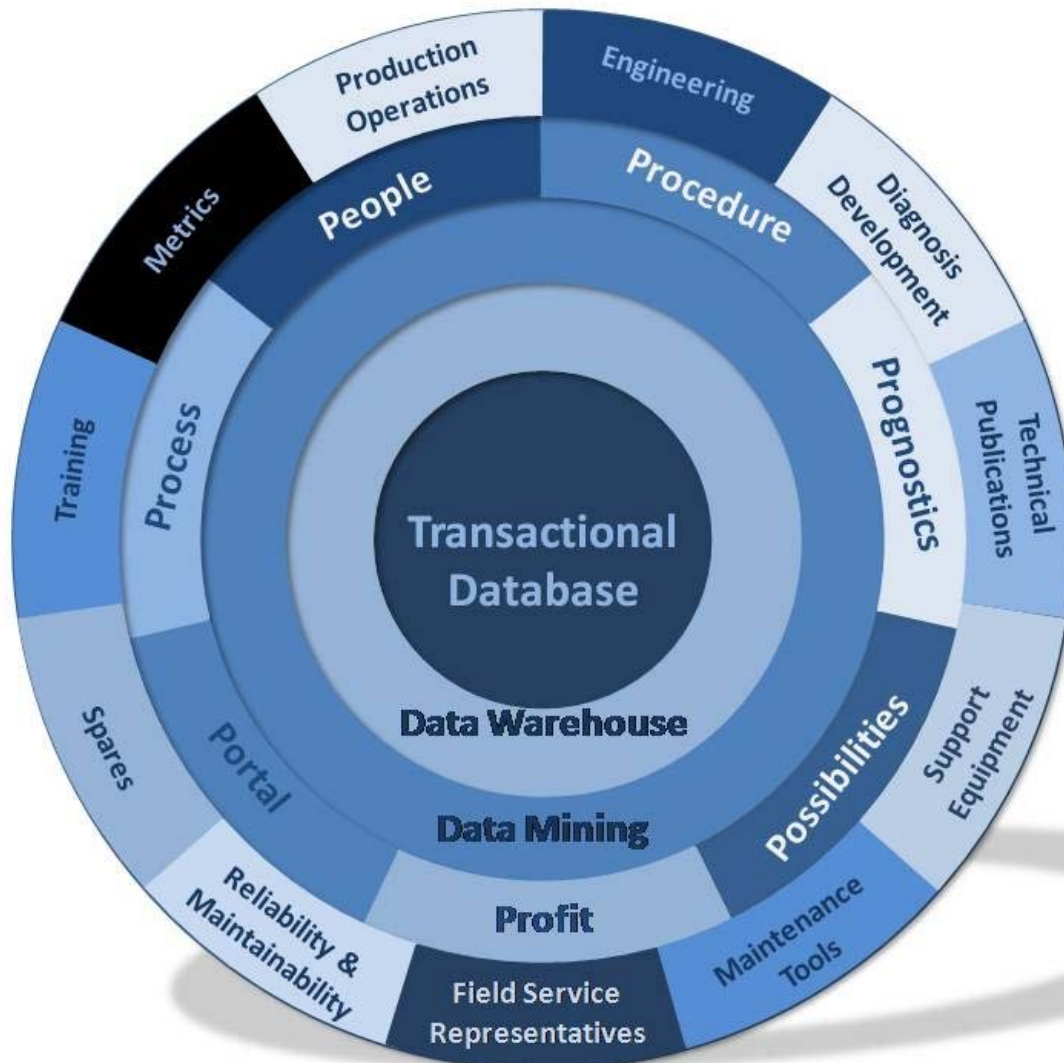 Production
Operations
Engineering
Diagnosis
Development
Technical
Publications
Support
Equipment
Maintenance
Tools
Field Service
Representatives
Reliability &
Maintainability
Spares
Training
Metrics
People
Procedure
Prognostics
Possibilities
Profit
Portal
Process
Transactional
Database
Data Warehouse
Data Mining